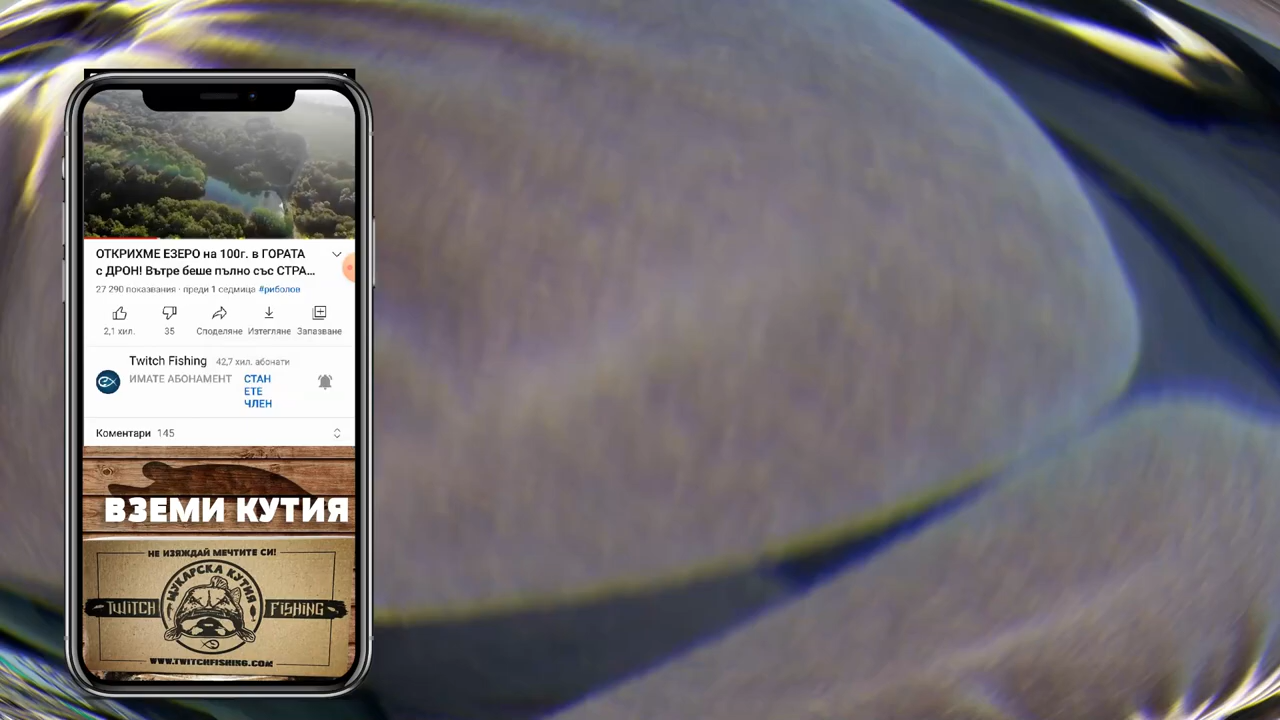 ОТКРИХМЕ ЕЗЕРО на 100г. в ГОРАТА
с ДРОН! Вътре беше пълно със СТРА...
27 290 показвания · преди 1 седмица #риболов
2,1 хил. 35 Споделяне Изтегляне Запазване
Twitch Fishing 42,7 хил. абонати
ИМАТЕ АБОНАМЕНТ
СТАН
ЕТЕ
ЧЛЕН
Коментари 145
ВЗЕМИ КУТИЯ
НЕ ИЗЯЖДАЙ МЕЧТИТЕ СИ!
ЩУКАРСКА КУТИЯ
TWITCH FISHING
WWW.TWITCHFISHING.COM